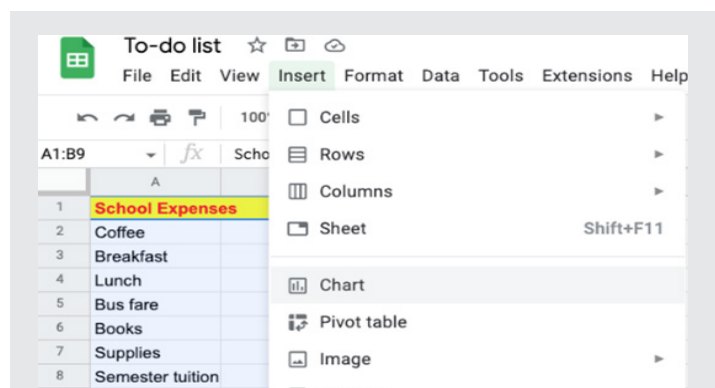 To-do list
File Edit View Insert Format Data Tools Extensions Help
100
Cells
A1:B9 fx Scho
Rows
A
Columns
1 School Expenses
2 Coffee
Sheet Shift+F11
3 Breakfast
4 Lunch
Chart
5 Bus fare
6 Books
Pivot table
7 Supplies
Image
8 Semester tuition